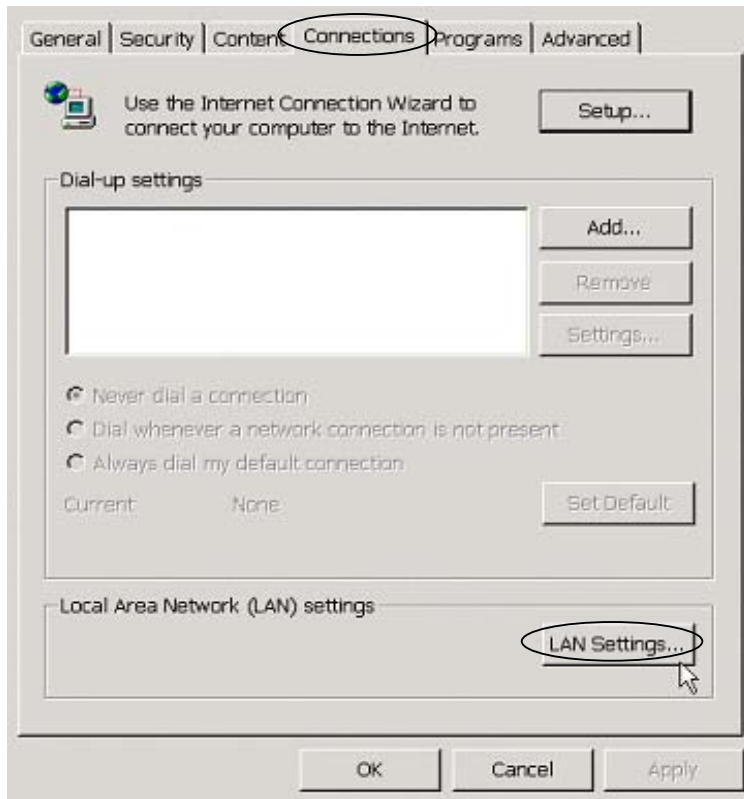 General Security Content Connections Programs Advanced
Use the Internet Connection Wizard to
connect your computer to the Internet.
Setup...
Dial-up settings
Add...
Remove
Settings...
Never dial a connection
Dial whenever a network connection is not present
Always dial my default connection
Current None
Set Default
Local Area Network (LAN) settings
LAN Settings...
OK Cancel Apply